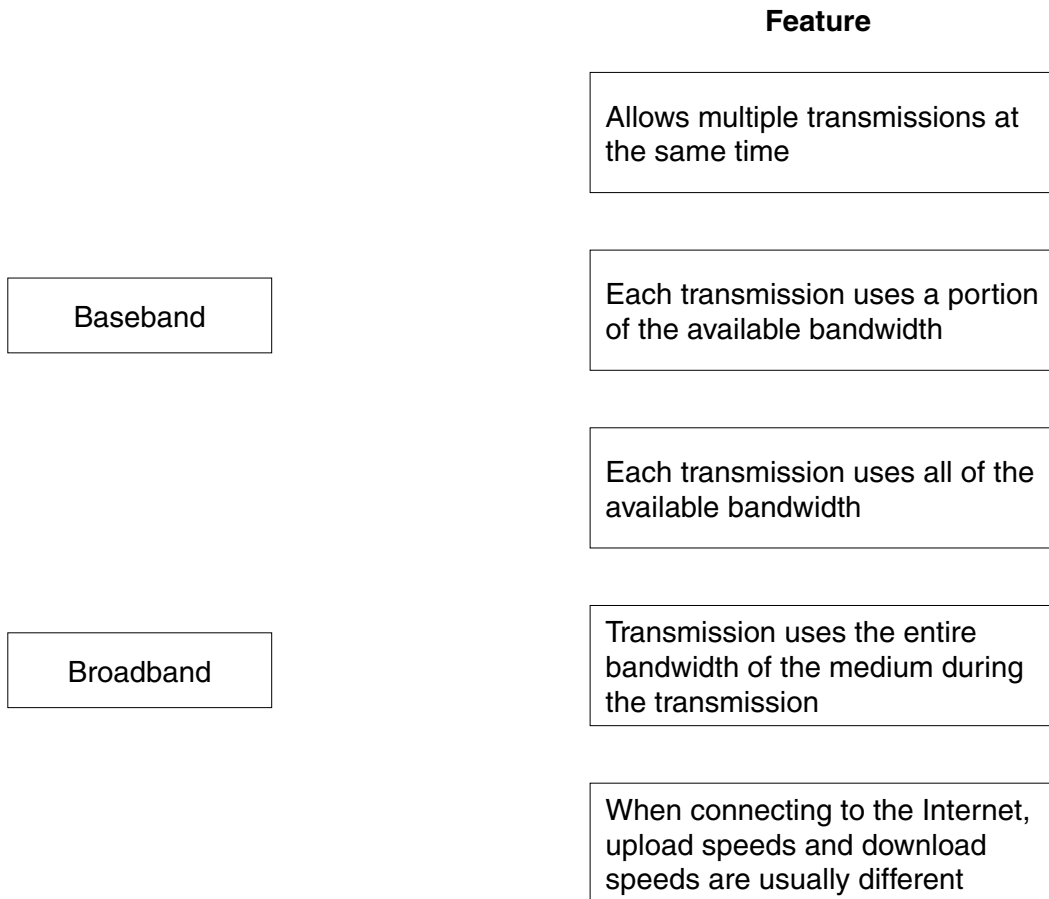 Feature
Allows multiple transmissions at
the same time
Baseband
Each transmission uses a portion
of the available bandwidth
Each transmission uses all of the
available bandwidth
Broadband
Transmission uses the entire
bandwidth of the medium during
the transmission
When connecting to the Internet,
upload speeds and download
speeds are usually different